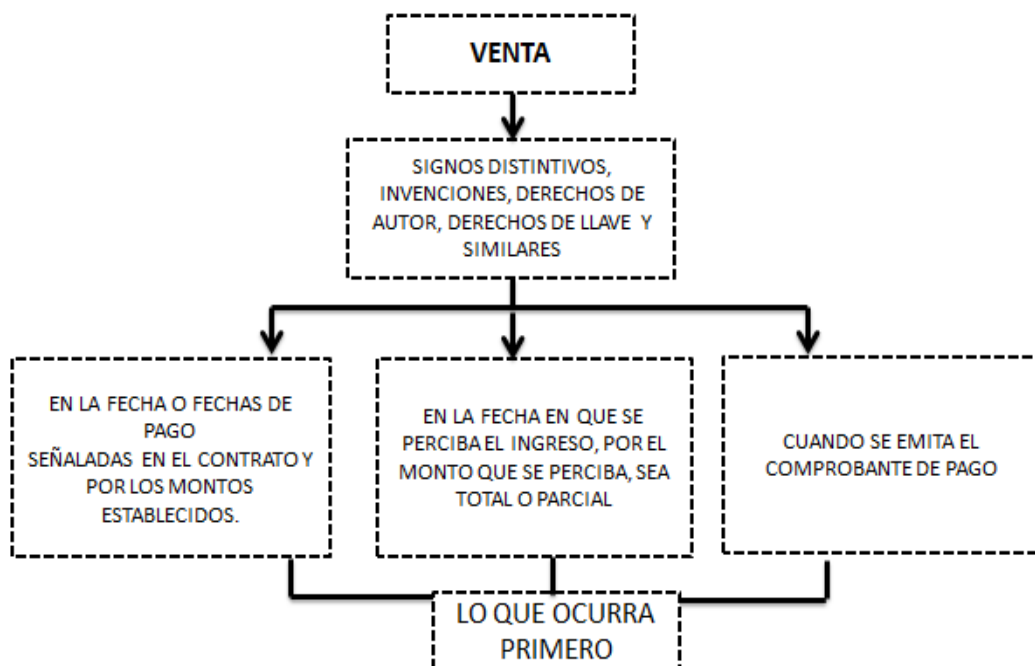 VENTA
SIGNOS DISTINTIVOS,
INVENCIONES, DERECHOS DE
AUTOR, DERECHOS DE LLAVE Y
SIMILARES
EN LA FECHA O FECHAS DE
PAGO
SEÑALADAS EN EL CONTRATO Y
POR LOS MONTOS
ESTABLECIDOS.
EN LA FECHA EN QUE SE
PERCIBA EL INGRESO, POR EL
MONTO QUE SE PERCIBA, SEA
TOTAL O PARCIAL
CUANDO SE EMITA EL
COMPROBANTE DE PAGO
LO QUE OCURRA
PRIMERO